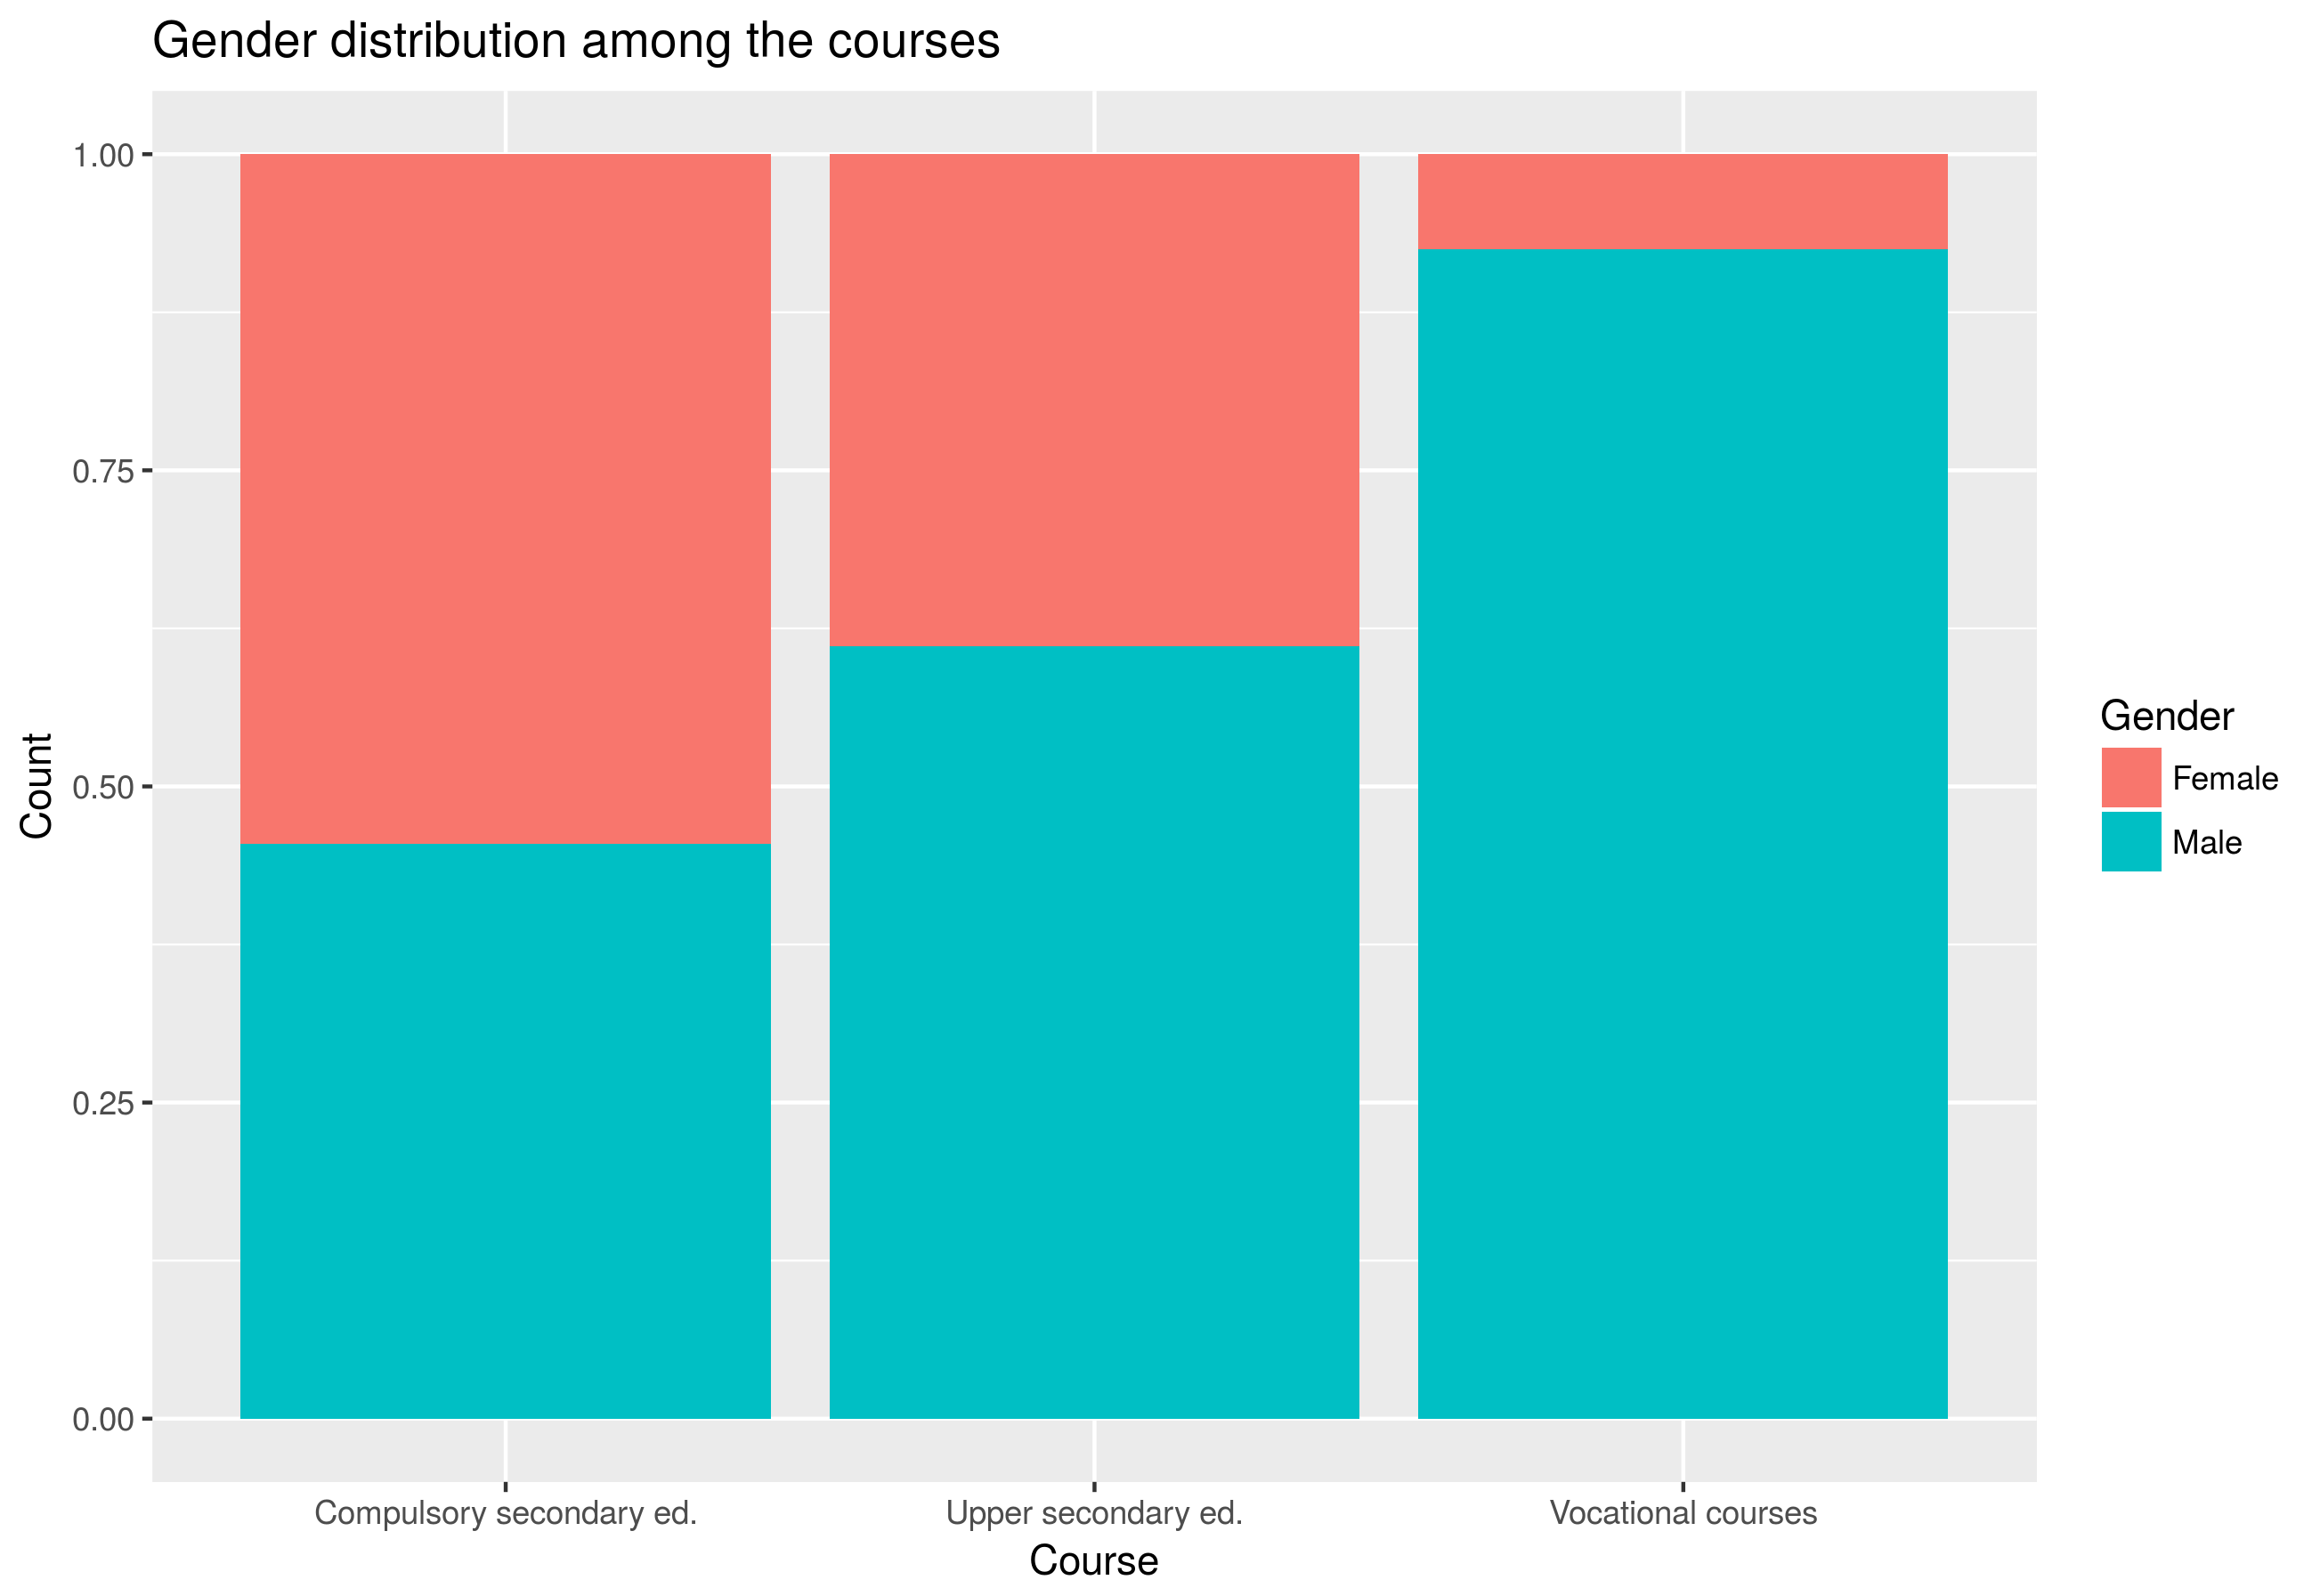 Gender distribution among the courses
1.00
0.75
0.50
0.25
0.00
Count
Compulsory secondary ed.
Upper secondary ed.
Vocational courses
Course
Gender
Female
Male